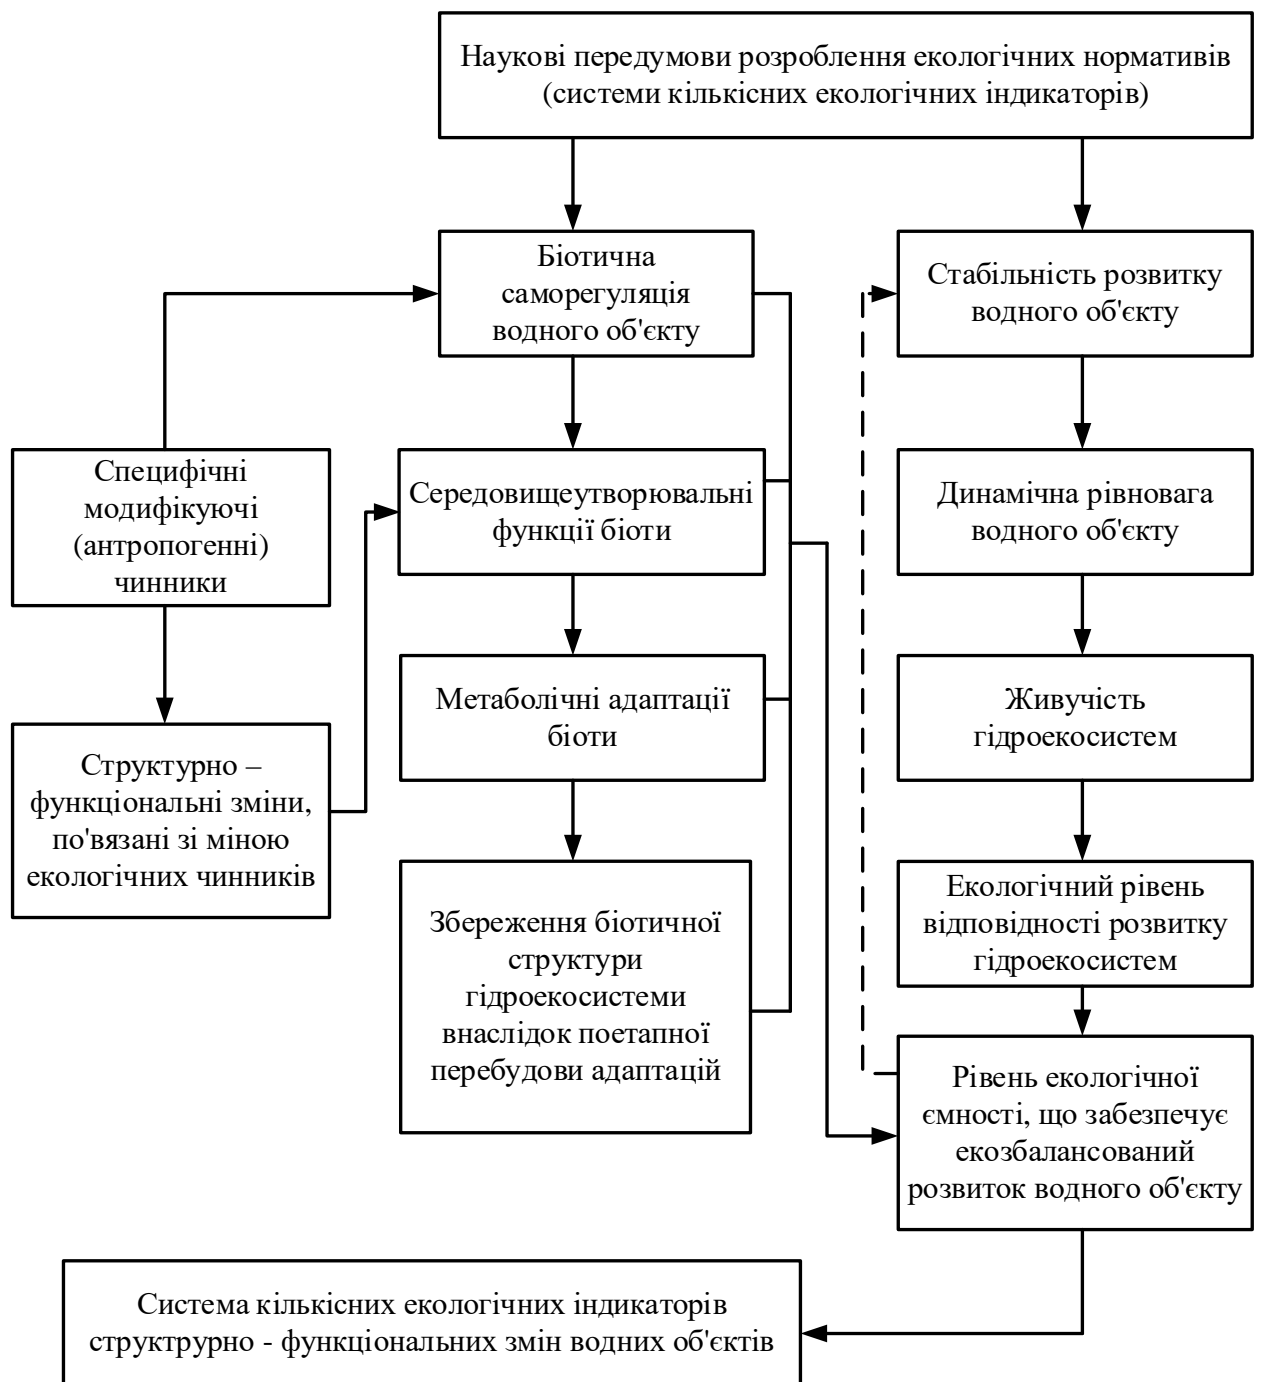 Наукові передумови розроблення екологічних нормативів
(системи кількісних екологічних індикаторів)
Біотична
саморегуляція
водного об'єкту
Стабільність розвитку
водного об'єкту
Специфічні
модифікуючі
(антропогенні)
чинники
Середовищеутворювальні
функції біоти
Динамічна рівновага
водного об'єкту
Метаболічні адаптації
біоти
Живучість
гідроекосистем
Структурно –
функціональні зміни,
по'вязані зі міною
екологічних чинників
Збереження біотичної
структури
гідроекосистеми
внаслідок поетапної
перебудови адаптацій
Екологічний рівень
відповідності розвитку
гідроекосистем
Рівень екологічної
ємності, що забезпечує
екозбалансований
розвиток водного об'єкту
Система кількісних екологічних індикаторів
структрурно - функціональних змін водних об'єктів